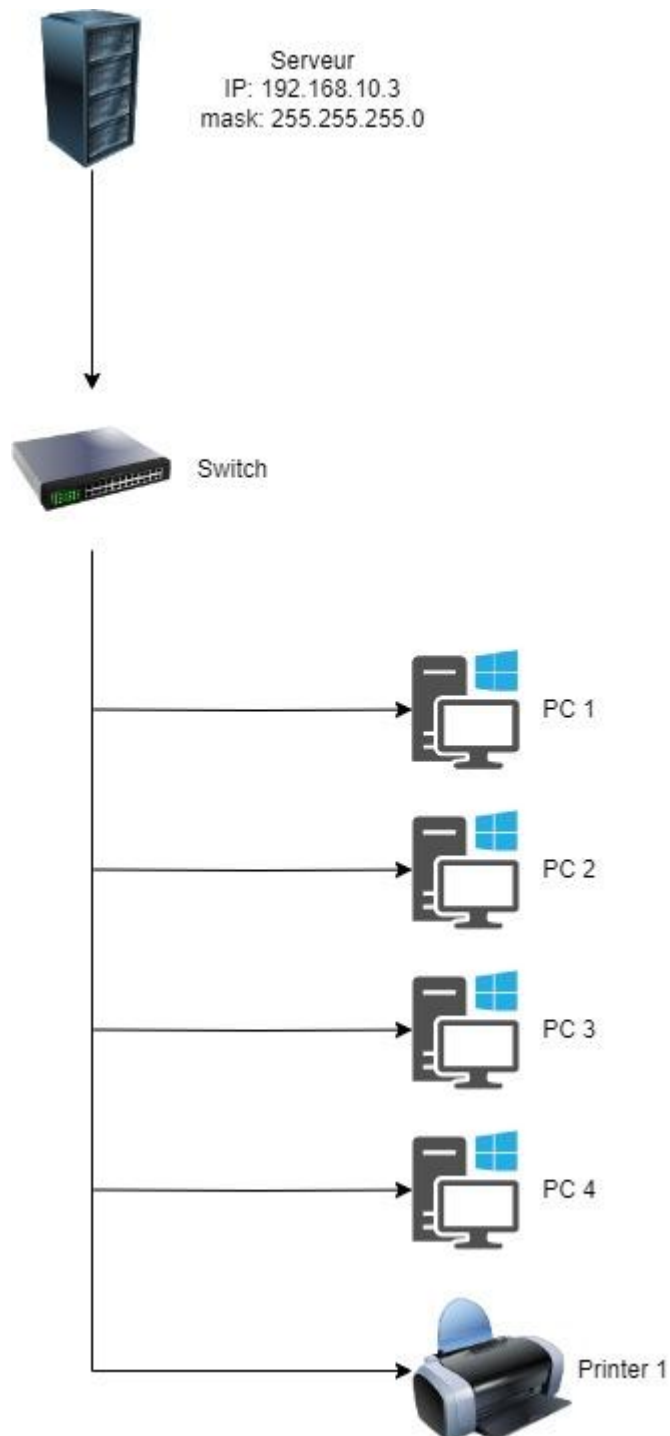 Serveur
IP: 192.168.10.3
mask: 255.255.255.0
Switch
PC 1
PC 2
PC 3
PC 4
Printer 1